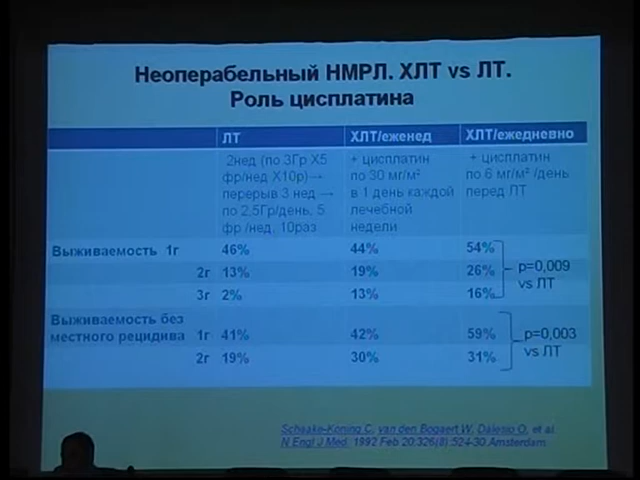 Неоперабельный НМРЛ. ХЛТ vs ЛТ.
Роль цисплатина
ЛТ ХЛТ/еженед ХЛТ/ежедневно
2нед (по 3Гр Х5 + цисплатин + цисплатин
фр/нед Х10р)→ по 30 мг/м² по 6 мг/м² /день
перерыв 3 нед → в 1 день каждой перед ЛТ
по 2,5Гр/день, 5 лечебной
фр /нед, 10раз недели
Выживаемость 1г 46% 44% 54%
2г 13% 19% 26% p=0,009
3г 2% 13% 16% vs ЛТ
Выживаемость без
местного рецидива 1г 41% 42% 59% p=0,003
2г 19% 30% 31% vs ЛТ
Schaake-Koning C, van den Bogaert W, Dalesio O, et al.
N Engl J Med. 1992 Feb 20;326(8):524-30.Amsterdam.